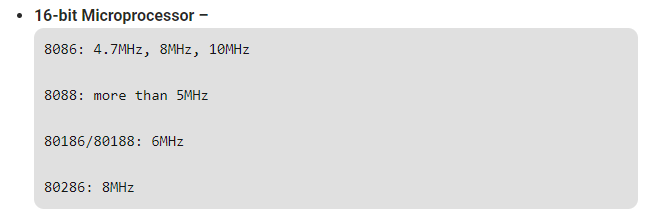 16-bit Microprocessor –
8086: 4.7MHz, 8MHz, 10MHz
8088: more than 5MHz
80186/80188: 6MHz
80286: 8MHz